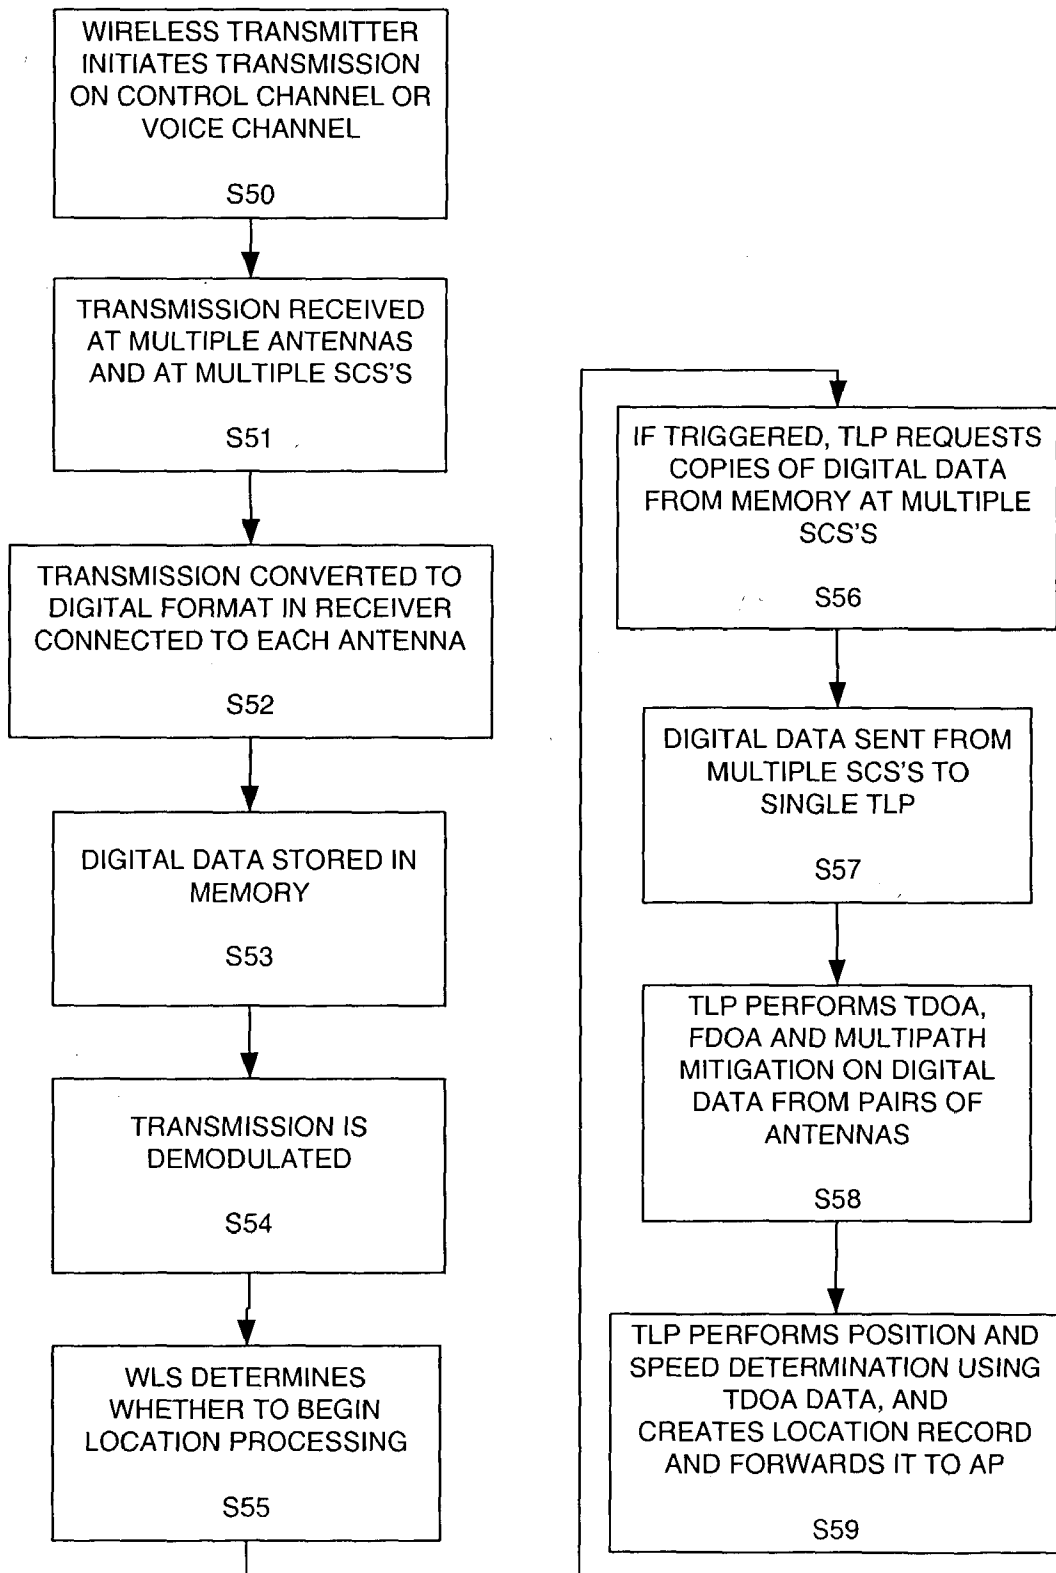 WIRELESS TRANSMITTER
INITIATES TRANSMISSION
ON CONTROL CHANNEL OR
VOICE CHANNEL
S50
TRANSMISSION RECEIVED
AT MULTIPLE ANTENNAS
AND AT MULTIPLE SCS'S
S51
TRANSMISSION CONVERTED TO
DIGITAL FORMAT IN RECEIVER
CONNECTED TO EACH ANTENNA
S52
DIGITAL DATA STORED IN
MEMORY
S53
TRANSMISSION IS
DEMODULATED
S54
WLS DETERMINES
WHETHER TO BEGIN
LOCATION PROCESSING
S55
IF TRIGGERED, TLP REQUESTS
COPIES OF DIGITAL DATA
FROM MEMORY AT MULTIPLE
SCS'S
S56
DIGITAL DATA SENT FROM
MULTIPLE SCS'S TO
SINGLE TLP
S57
TLP PERFORMS TDOA,
FDOA AND MULTIPATH
MITIGATION ON DIGITAL
DATA FROM PAIRS OF
ANTENNAS
S58
TLP PERFORMS POSITION AND
SPEED DETERMINATION USING
TDOA DATA, AND
CREATES LOCATION RECORD
AND FORWARDS IT TO AP
S59